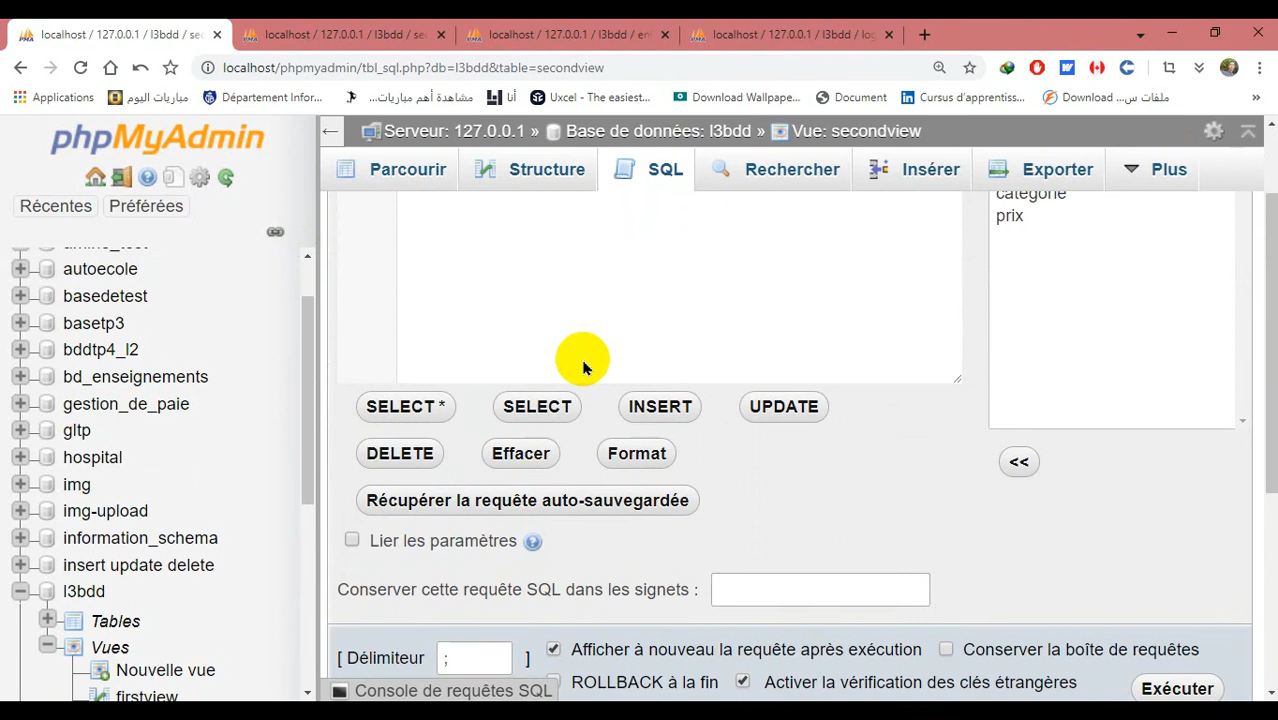 localhost / 127.0.0.1 / l3bdd / sec
localhost / 127.0.0.1 / l3bdd / se
localhost / 127.0.0.1 / l3bdd / en
localhost / 127.0.0.1 / l3bdd / log
localhost/phpmyadmin/tbl_sql.php?db=l3bdd&table=secondview
Applications
مباريات اليوم
Département Infor...
مشاهدة أهم مباريات...
أنا
Uxcel - The easiest...
Download Wallpape...
Document
Cursus d'apprentiss...
Download ...ملفات س
»
phpMyAdmin
Récentes
Préférées
autoecole
basedetest
basetp3
bddtp4_l2
bd_enseignements
gestion_de_paie
gltp
hospital
img
img-upload
information_schema
insert update delete
l3bdd
Tables
Vues
Nouvelle vue
firstview
Serveur: 127.0.0.1 » Base de données: l3bdd » Vue: secondview
Parcourir
Structure
SQL
Rechercher
Insérer
Exporter
Plus
categorie
prix
SELECT *
SELECT
INSERT
UPDATE
DELETE
Effacer
Format
<<
Récupérer la requête auto-sauvegardée
Lier les paramètres
Conserver cette requête SQL dans les signets :
[ Délimiteur ; ]
Afficher à nouveau la requête après exécution
Conserver la boîte de requêtes
ROLLBACK à la fin
Activer la vérification des clés étrangères
Exécuter
Console de requêtes SQL